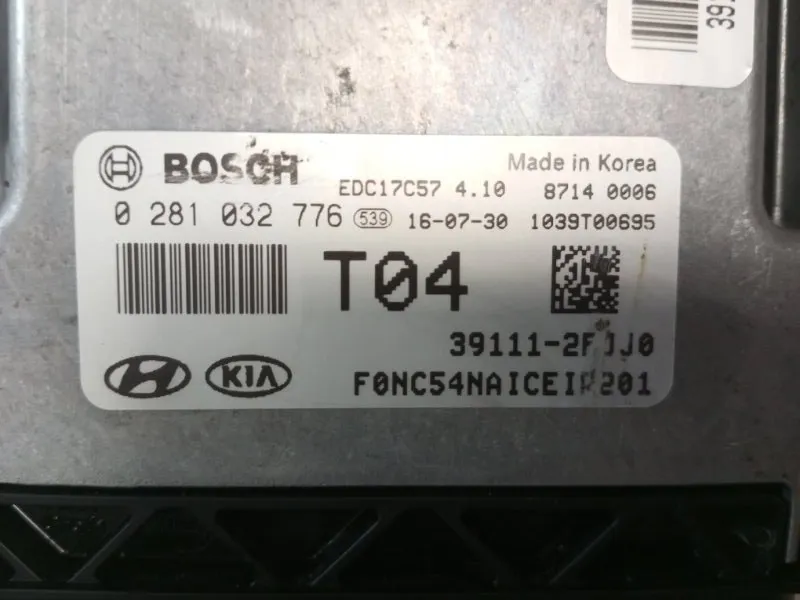 391
BOSCH
Made in Korea
EDC17C57 4.10 8714 0006
0 281 032 776 539 16-07-30 1039T00695
T04
KIA